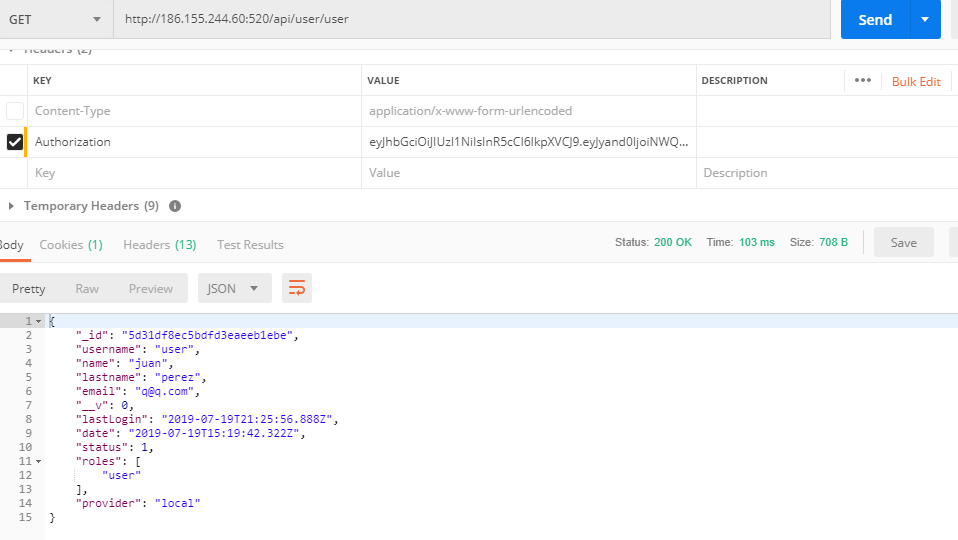 GET http://186.155.244.60:520/api/user/user Send
Headers (2)
KEY VALUE DESCRIPTION ••• Bulk Edit
Content-Type application/x-www-form-urlencoded
Authorization eyJhbGciOiJIUzI1NiIsInR5cCI6IkpXVCJ9.eyJyand0IjoiNWQ...
Key Value Description
Temporary Headers (9)
Body Cookies (1) Headers (13) Test Results Status: 200 OK Time: 103 ms Size: 708 B Save
Pretty Raw Preview JSON
1 {
2 "_id": "5d31df8ec5bdfd3eaeeb1ebe",
3 "username": "user",
4 "name": "juan",
5 "lastname": "perez",
6 "email": "q@q.com",
7 "__v": 0,
8 "lastLogin": "2019-07-19T21:25:56.888Z",
9 "date": "2019-07-19T15:19:42.322Z",
10 "status": 1,
11 "roles": [
12 "user"
13 ],
14 "provider": "local"
15 }